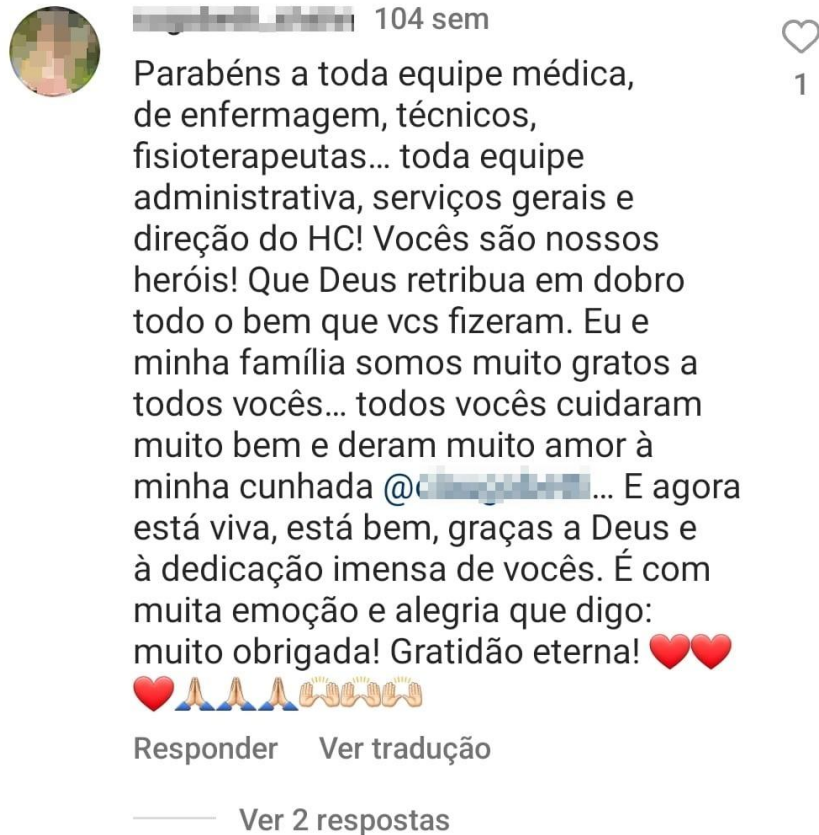 104 sem
1
Parabéns a toda equipe médica,
de enfermagem, técnicos,
fisioterapeutas... toda equipe
administrativa, serviços gerais e
direção do HC! Vocês são nossos
heróis! Que Deus retribua em dobro
todo o bem que vcs fizeram. Eu e
minha família somos muito gratos a
todos vocês... todos vocês cuidaram
muito bem e deram muito amor à
minha cunhada @... E agora
está viva, está bem, graças a Deus e
à dedicação imensa de vocês. É com
muita emoção e alegria que digo:
muito obrigada! Gratidão eterna! ❤️❤️
❤️🙏🏼🙏🏼🙏🏼🙌🏻🙌🏻🙌🏻
Responder Ver tradução
Ver 2 respostas